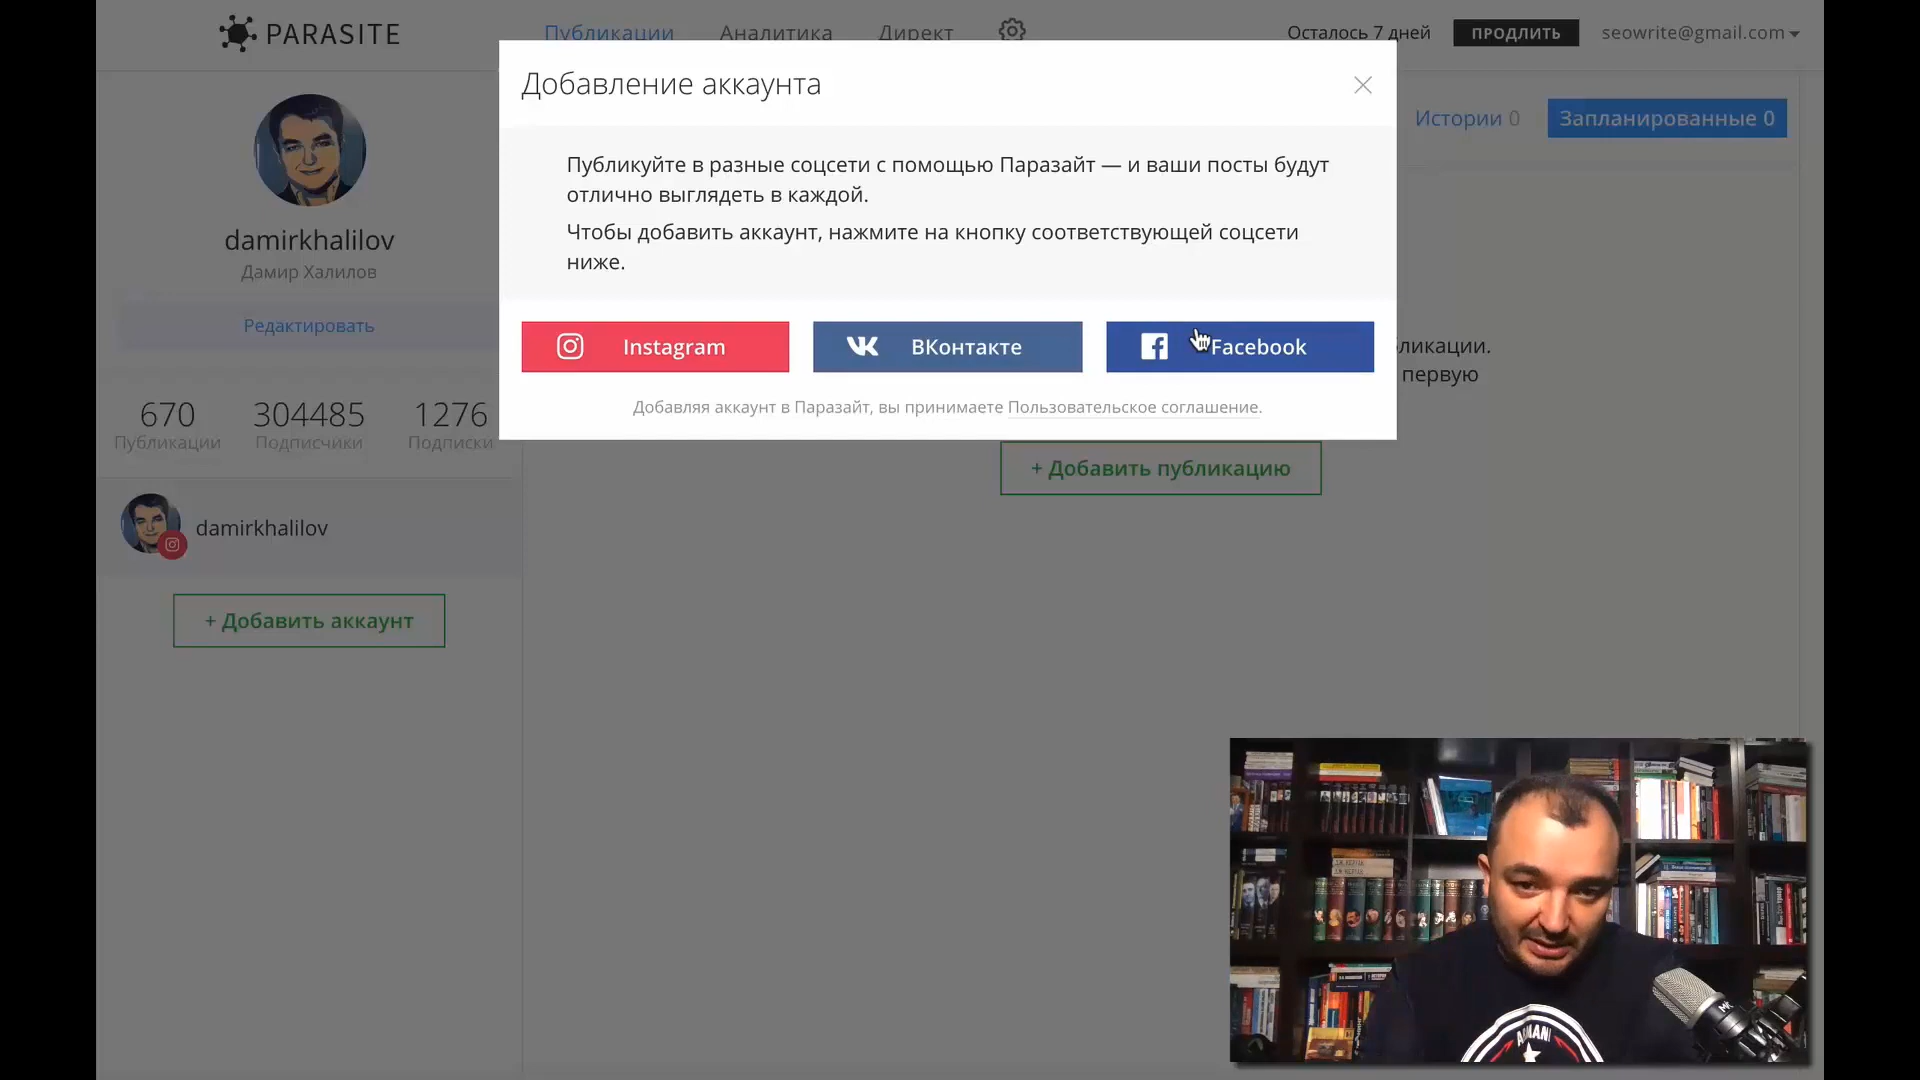 PARASITE
Публикации
Аналитика
Директ
Осталось 7 дней
ПРОДЛИТЬ
seowrite@gmail.com
Добавление аккаунта
Истории 0
Запланированные 0
Публикуйте в разные соцсети с помощью Паразайт — и ваши посты будут
отлично выглядеть в каждой.
Чтобы добавить аккаунт, нажмите на кнопку соответствующей соцсети
ниже.
Instagram
ВКонтакте
Facebook
Добавляя аккаунт в Паразайт, вы принимаете Пользовательское соглашение.
damirkhalilov
Дамир Халилов
Редактировать
670
304485
1276
Публикации
Подписчики
Подписки
damirkhalilov
+ Добавить аккаунт
первую
+ Добавить публикацию